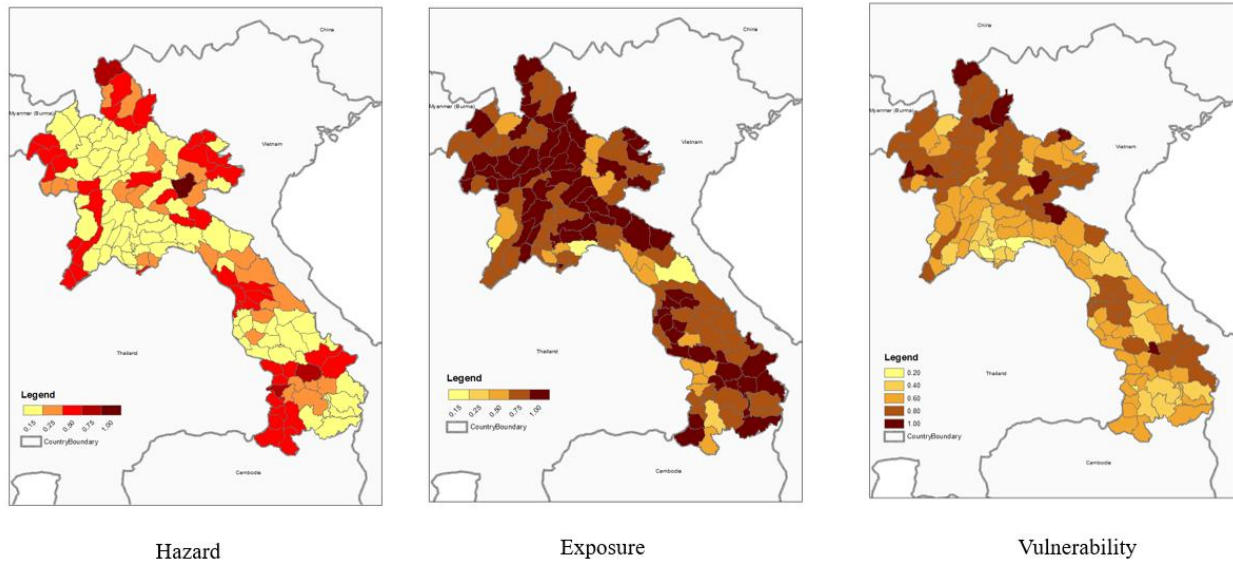 China
Myanmar (Burma)
Vietnam
Thailand
Legend
0.15
0.25
0.50
0.75
1.00
CountryBoundary
Cambodia
China
Myanmar (Burma)
Vietnam
Thailand
Legend
0.15
0.25
0.50
0.75
1.00
CountryBoundary
Cambodia
China
Myanmar (Burma)
Vietnam
Thailand
Legend
0.20
0.40
0.60
0.80
1.00
CountryBoundary
Cambodia
Hazard
Exposure
Vulnerability